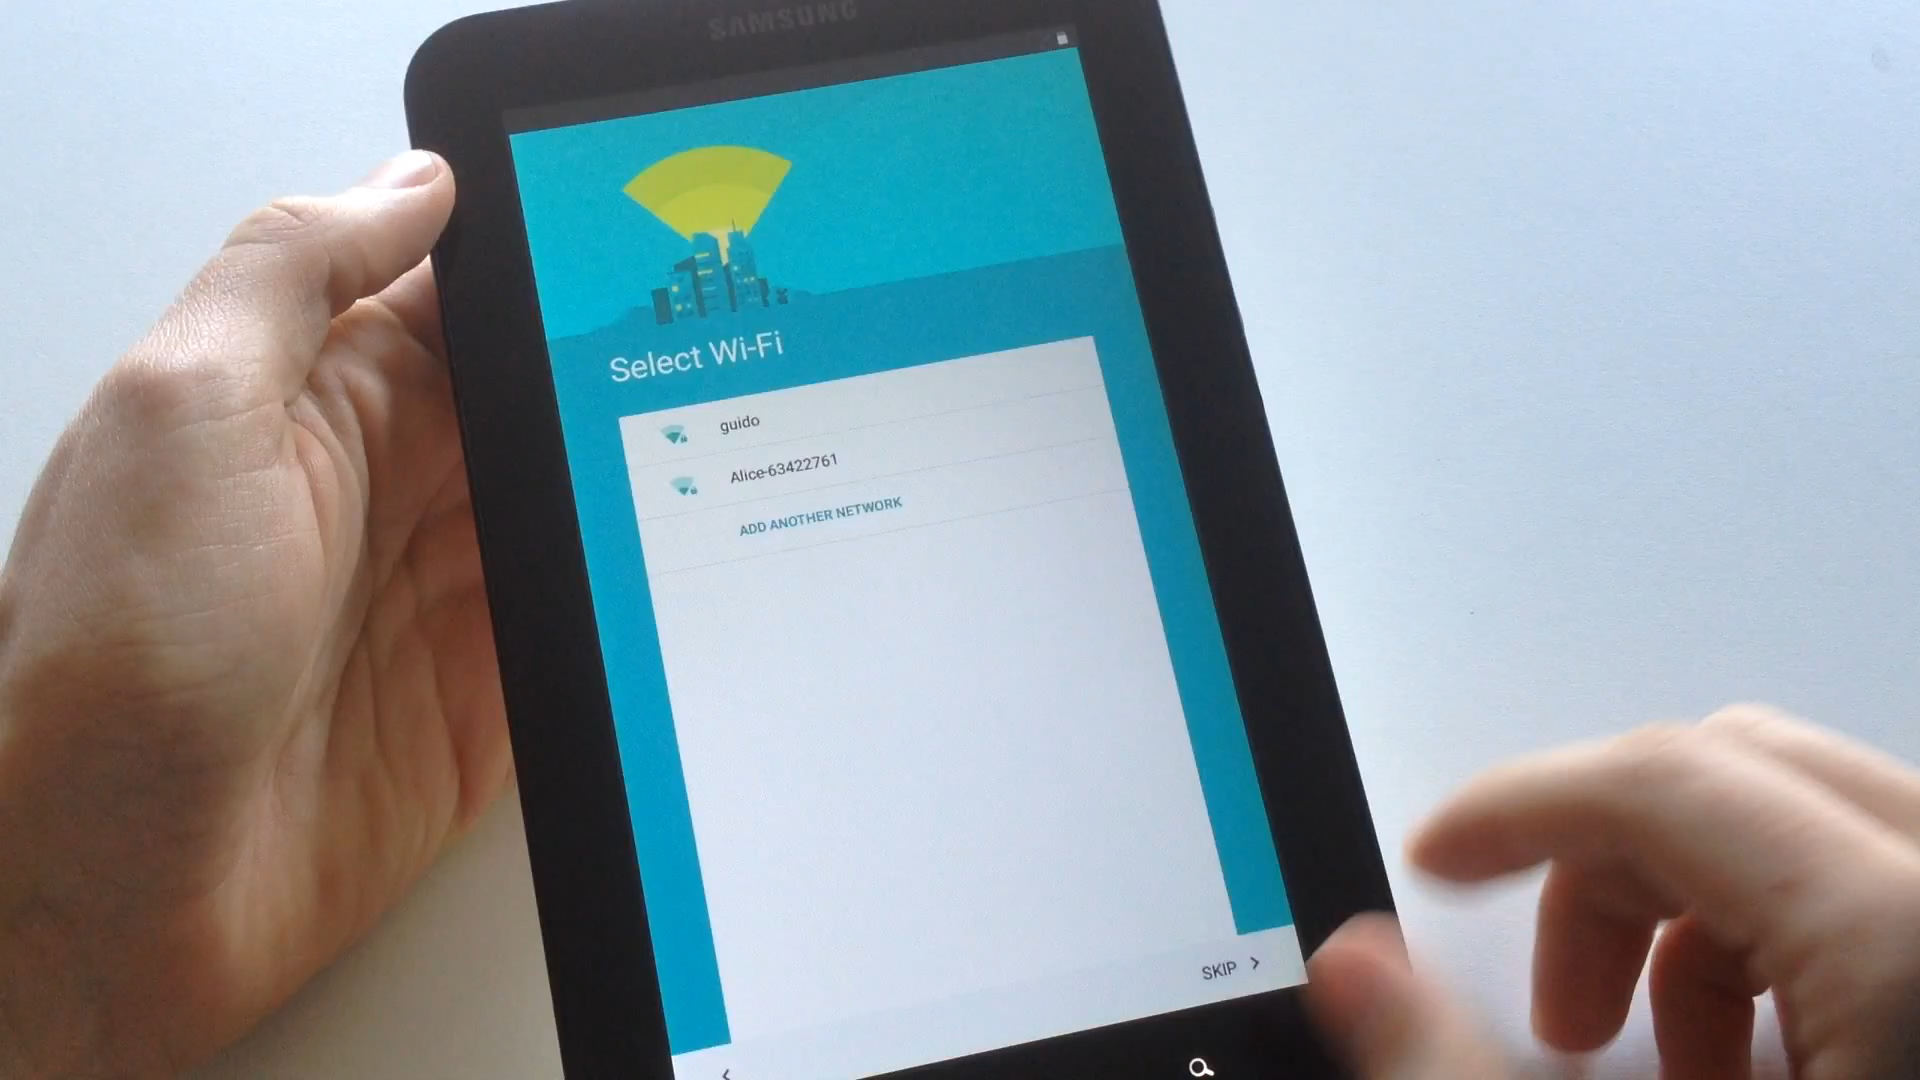 SAMSUNG
Select Wi-Fi
guido
Alice-63422761
ADD ANOTHER NETWORK
SKIP